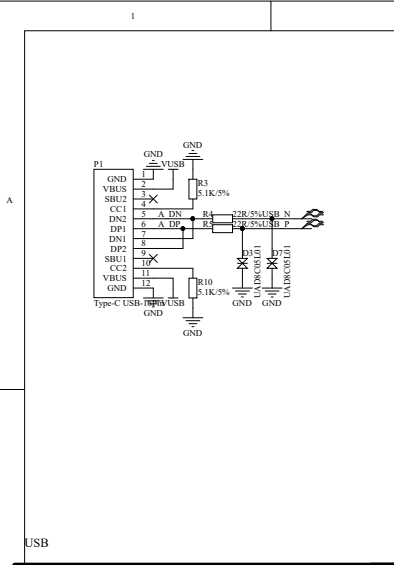 1
A
GND
GND
VUSB
P1
GND 1
VBUS 2
SBU2 3
CC1 4
R3
5.1K/5%
DN2 5 A_DN R4 22R/5% USB_N
DP1 6 A_DP R5 22R/5% USB_P
DN1 7
DP2 8
SBU1 9
CC2 10
VBUS 11
GND 12
D3
UAD8C05L01
D7
UAD8C05L01
GND
GND
R10
5.1K/5%
Type-C USB-16Pin
VUSB
GND
GND
USB